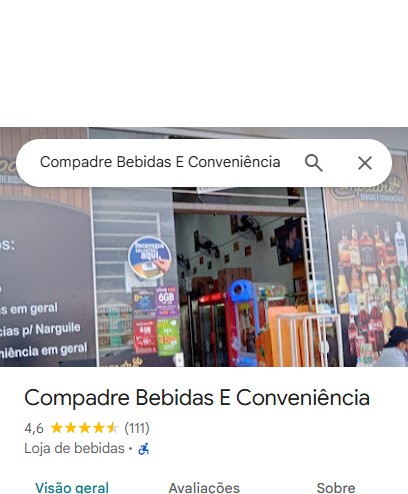 Compadre Bebidas E Conveniência
os:
s em geral
cias p/ Narguile
niência em geral
Recarregue
aqui.
6GB
Compadre Bebidas E Conveniência
4,6 (111)
Loja de bebidas ·
Visão geral Avaliações Sobre